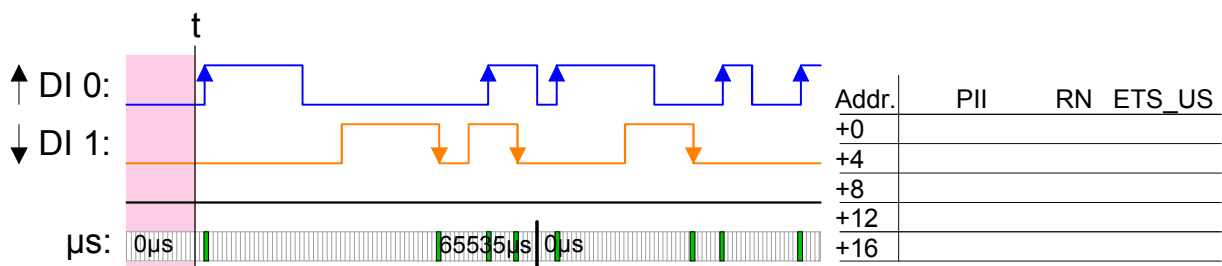 t
DI 0:
DI 1:
µs: 0µs 65535µs 0µs
Addr. PII RN ETS_US
+0
+4
+8
+12
+16